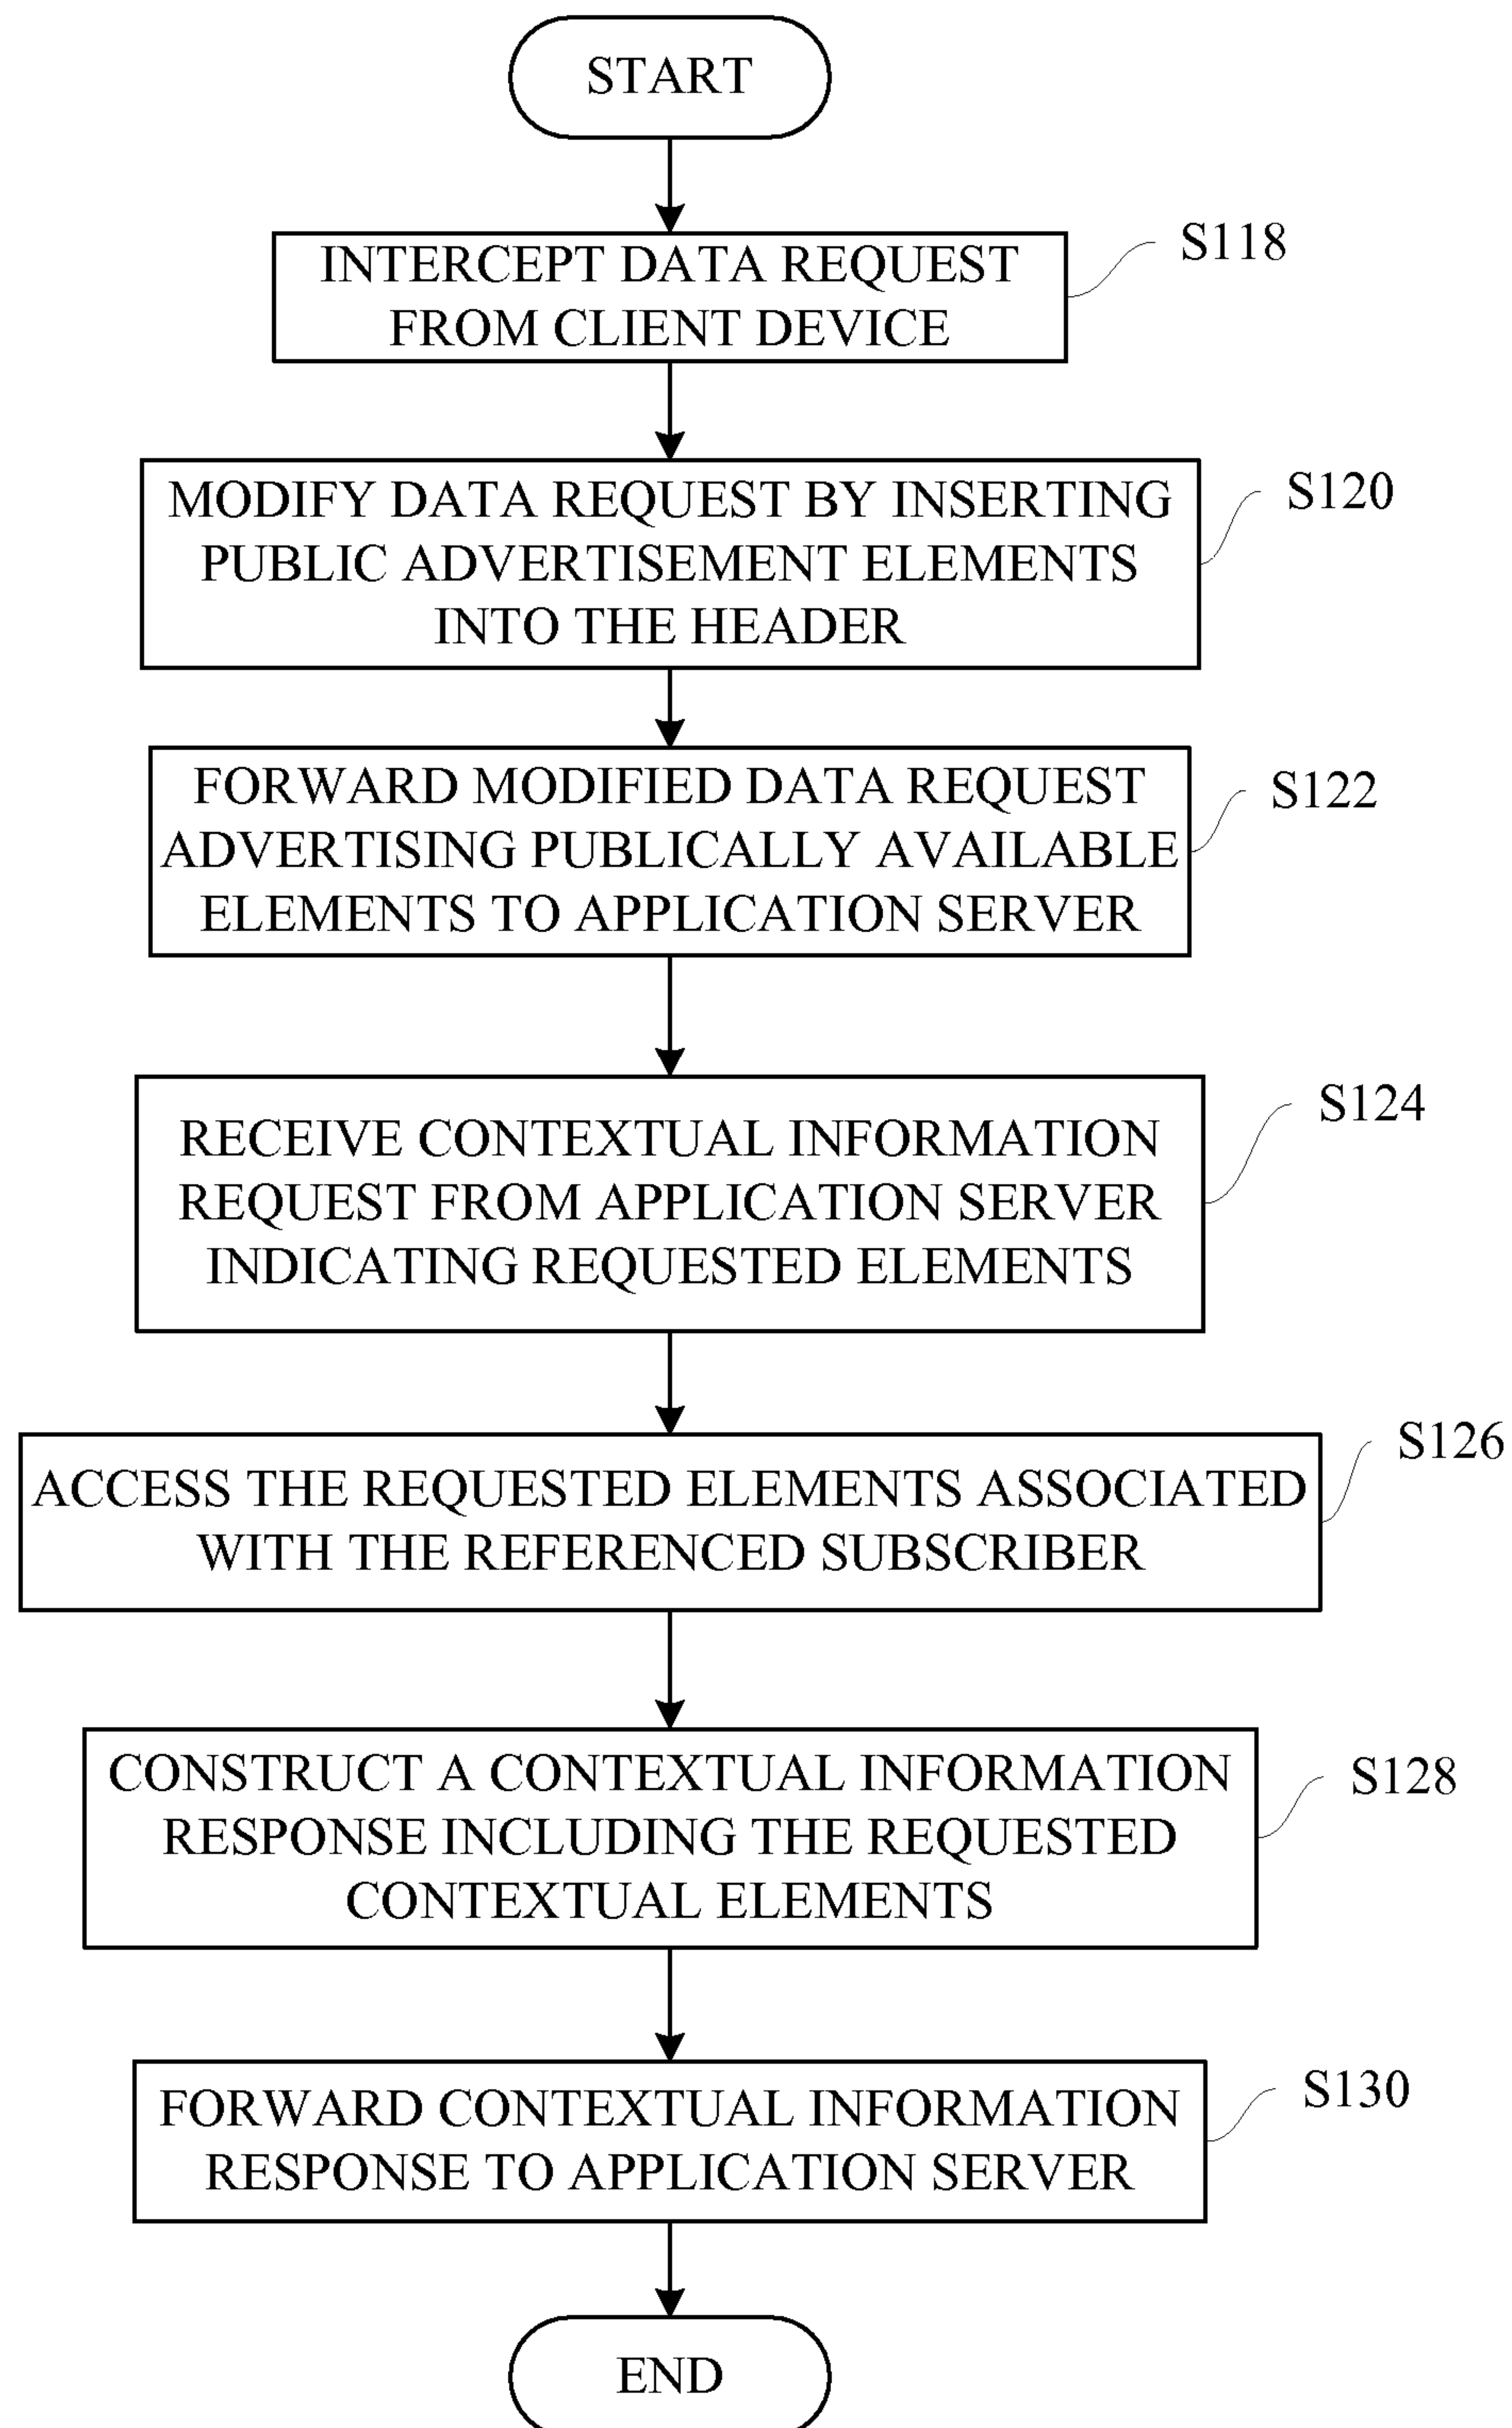 START
INTERCEPT DATA REQUEST
FROM CLIENT DEVICE
S118
MODIFY DATA REQUEST BY INSERTING
PUBLIC ADVERTISEMENT ELEMENTS
INTO THE HEADER
S120
FORWARD MODIFIED DATA REQUEST
ADVERTISING PUBLICALLY AVAILABLE
ELEMENTS TO APPLICATION SERVER
S122
RECEIVE CONTEXTUAL INFORMATION
REQUEST FROM APPLICATION SERVER
INDICATING REQUESTED ELEMENTS
S124
ACCESS THE REQUESTED ELEMENTS ASSOCIATED
WITH THE REFERENCED SUBSCRIBER
S126
CONSTRUCT A CONTEXTUAL INFORMATION
RESPONSE INCLUDING THE REQUESTED
CONTEXTUAL ELEMENTS
S128
FORWARD CONTEXTUAL INFORMATION
RESPONSE TO APPLICATION SERVER
S130
END